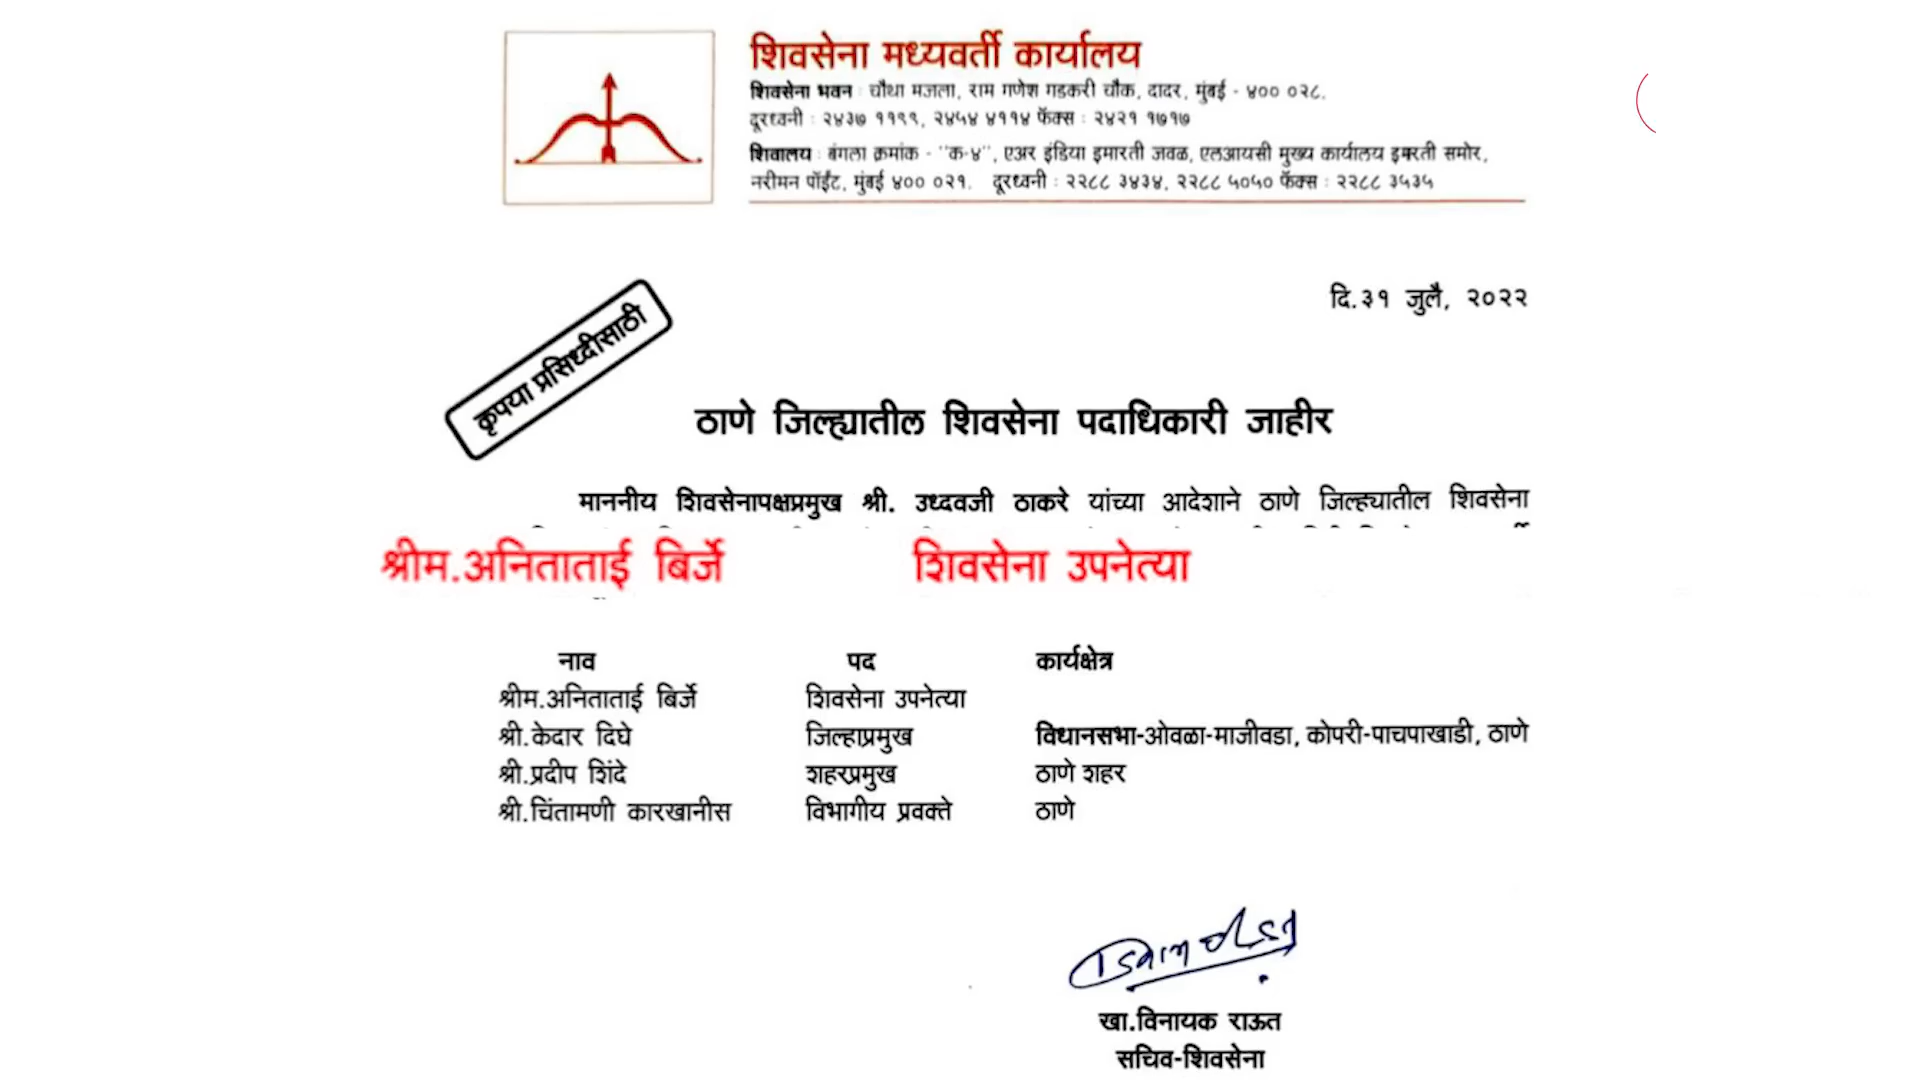 शिवसेना मध्यवर्ती कार्यालय
शिवसेना भवन : चौथा मजला, राम गणेश गडकरी चौक, दादर, मुंबई - ४०० ०२८.
दूरध्वनी : २४३७ ११९९, २४५४ ४११४ फॅक्स : २४२१ १७१७
शिवालय : बंगला क्रमांक - "क-४", एअर इंडिया इमारती जवळ, एलआयसी मुख्य कार्यालय इमारती समोर,
नरीमन पॉईंट, मुंबई ४०० ०२१. दूरध्वनी : २२८८ ३४३४, २२८८ ५०५० फॅक्स : २२८८ ३५३५
दि.३१ जुलै, २०२२
कृपया प्रसिध्दीसाठी
ठाणे जिल्ह्यातील शिवसेना पदाधिकारी जाहीर
माननीय शिवसेनापक्षप्रमुख श्री. उध्दवजी ठाकरे यांच्या आदेशाने ठाणे जिल्ह्यातील शिवसेना
श्रीम.अनिताताई बिर्जे शिवसेना उपनेत्या
नाव पद कार्यक्षेत्र
श्रीम.अनिताताई बिर्जे शिवसेना उपनेत्या
श्री.केदार दिघे जिल्हाप्रमुख विधानसभा-ओवळा-माजीवडा, कोपरी-पाचपाखाडी, ठाणे
श्री.प्रदीप शिंदे शहरप्रमुख ठाणे शहर
श्री.चिंतामणी कारखानीस विभागीय प्रवक्ते ठाणे
खा.विनायक राऊत
सचिव-शिवसेना